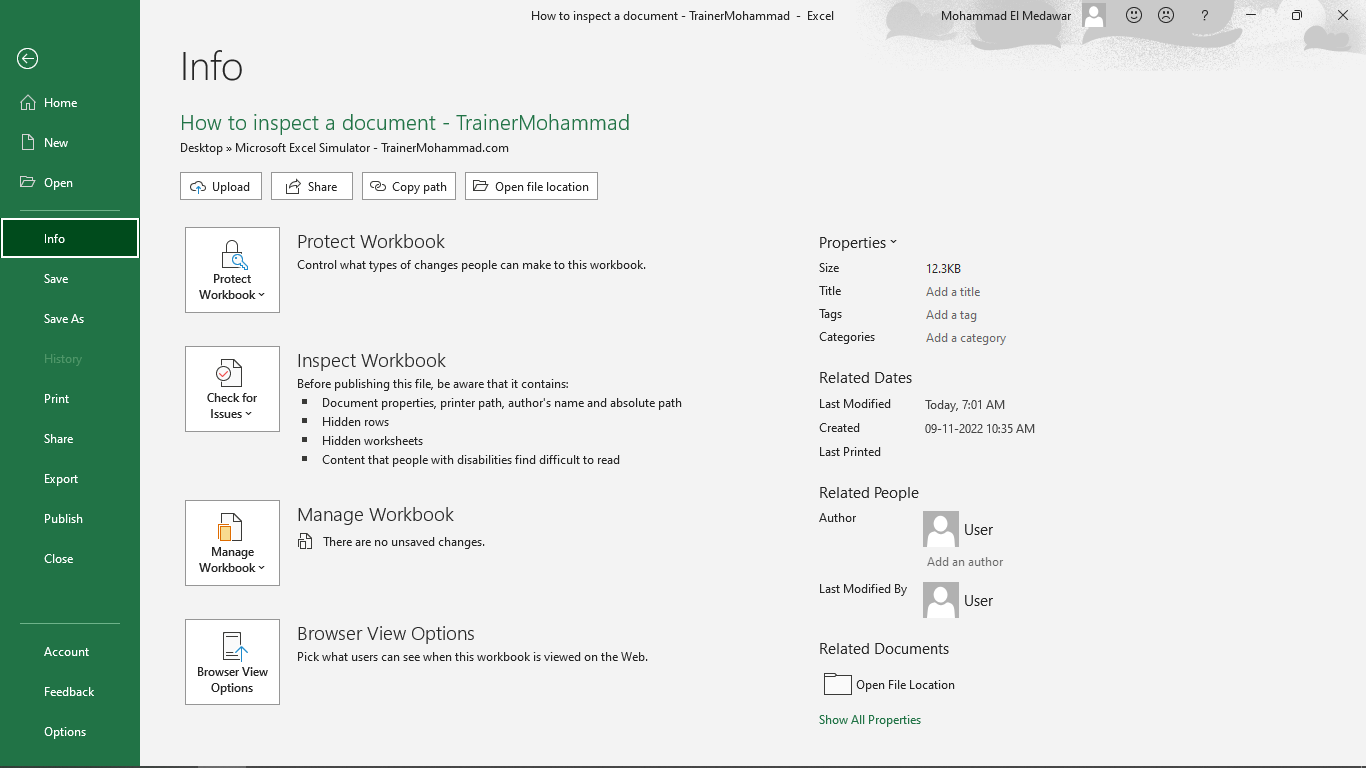 How to inspect a document - TrainerMohammad - Excel
Mohammad El Medawar
?
Home
New
Open
Info
Save
Save As
History
Print
Share
Export
Publish
Close
Account
Feedback
Options
Info
How to inspect a document - TrainerMohammad
Desktop » Microsoft Excel Simulator - TrainerMohammad.com
Upload
Share
Copy path
Open file location
Protect
Workbook
Protect Workbook
Control what types of changes people can make to this workbook.
Check for
Issues
Inspect Workbook
Before publishing this file, be aware that it contains:
Document properties, printer path, author's name and absolute path
Hidden rows
Hidden worksheets
Content that people with disabilities find difficult to read
Manage
Workbook
Manage Workbook
There are no unsaved changes.
Browser View
Options
Browser View Options
Pick what users can see when this workbook is viewed on the Web.
Properties
Size 12.3KB
Title Add a title
Tags Add a tag
Categories Add a category
Related Dates
Last Modified Today, 7:01 AM
Created 09-11-2022 10:35 AM
Last Printed
Related People
Author User
Add an author
Last Modified By User
Related Documents
Open File Location
Show All Properties